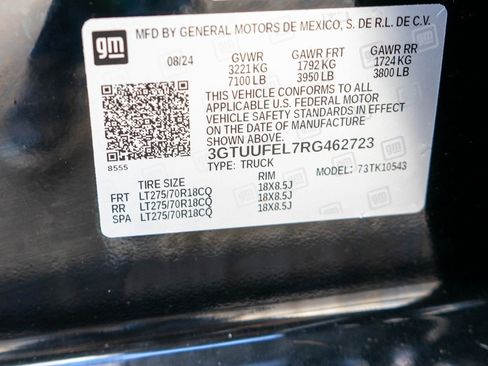 gm
MFD BY GENERAL MOTORS DE MEXICO, S. DE R.L. DE C.V.
08/24 GVWR GAWR FRT GAWR RR
3221 KG 1792 KG 1724 KG
7100 LB 3950 LB 3800 LB
THIS VEHICLE CONFORMS TO ALL
APPLICABLE U.S. FEDERAL MOTOR
VEHICLE SAFETY STANDARDS IN EFFECT
ON THE DATE OF MANUFACTURE
SHOWN ABOVE.
3GTUUFEL7RG462723
8555 TYPE: TRUCK MODEL: 73TK10543
TIRE SIZE RIM
FRT LT275/70R18CQ 18X8.5J
RR LT275/70R18CQ 18X8.5J
SPA LT275/70R18CQ 18X8.5J